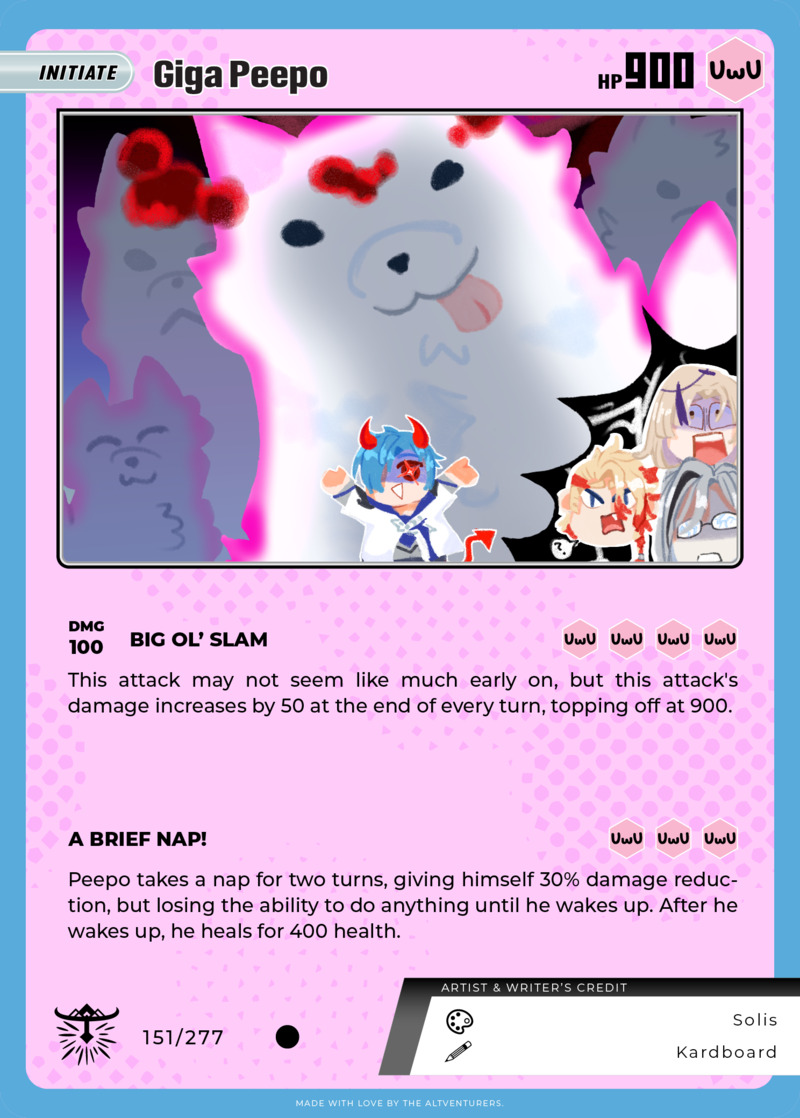 INITIATE
Giga Peepo
HP 900
UwU
?
DMG
100
BIG OL' SLAM
UwU UwU UwU UwU
This attack may not seem like much early on, but this attack's
damage increases by 50 at the end of every turn, topping off at 900.
A BRIEF NAP!
UwU UwU UwU
Peepo takes a nap for two turns, giving himself 30% damage reduc-
tion, but losing the ability to do anything until he wakes up. After he
wakes up, he heals for 400 health.
ARTIST & WRITER'S CREDIT
151/277
Solis
Kardboard
MADE WITH LOVE BY THE ALTVENTURERS.